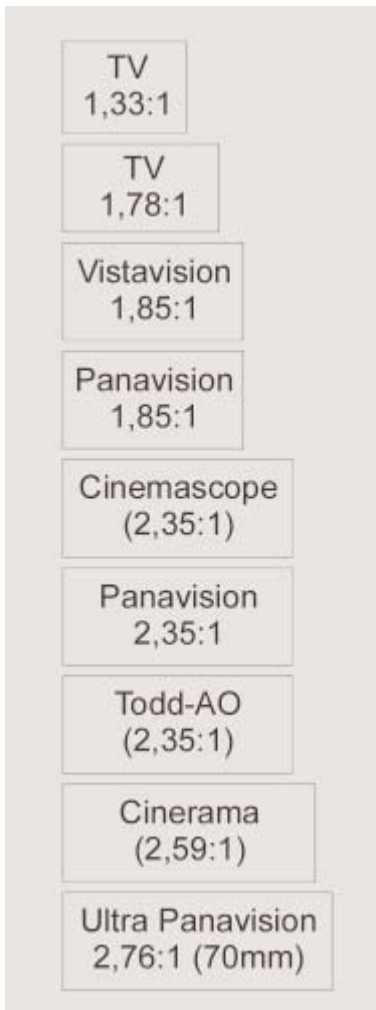 TV
1,33:1
TV
1,78:1
Vistavision
1,85:1
Panavision
1,85:1
Cinemascope
(2,35:1)
Panavision
2,35:1
Todd-AO
(2,35:1)
Cinerama
(2,59:1)
Ultra Panavision
2,76:1 (70mm)